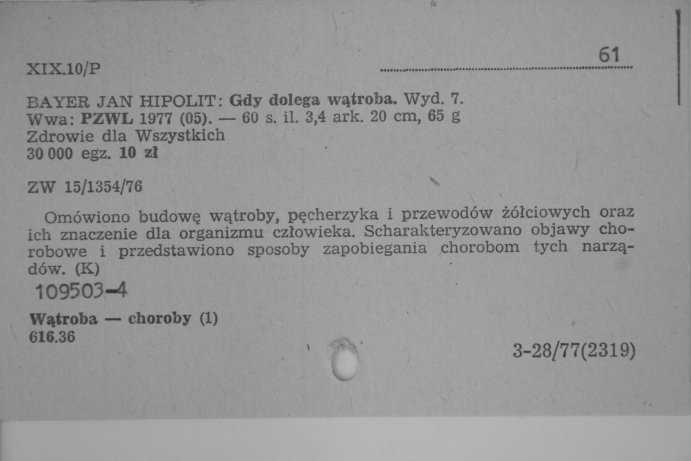 61
XIX.10/P
BAYER JAN HIPOLIT: Gdy dolega wątroba. Wyd. 7.
Wwa: PZWL 1977 (05). — 60 s. il. 3,4 ark. 20 cm, 65 g
Zdrowie dla Wszystkich
30 000 egz. 10 zł
ZW 15/1354/76
Omówiono budowę wątroby, pęcherzyka i przewodów żółciowych oraz
ich znaczenie dla organizmu człowieka. Scharakteryzowano objawy cho-
robowe i przedstawiono sposoby zapobiegania chorobom tych narzą-
dów. (K)
109503-4
Wątroba — choroby (1)
616.36
3-28/77(2319)